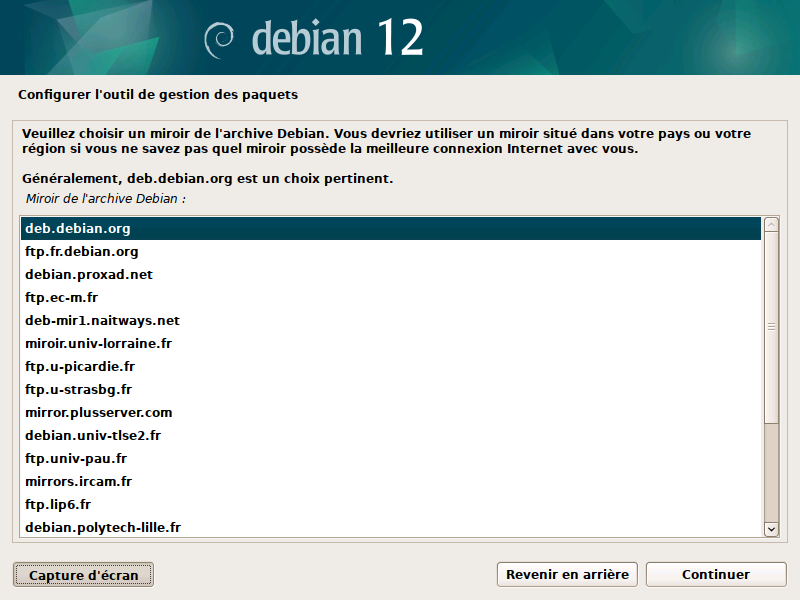 debian 12
Configurer l'outil de gestion des paquets
Veuillez choisir un miroir de l'archive Debian. Vous devriez utiliser un miroir situé dans votre pays ou votre
région si vous ne savez pas quel miroir possède la meilleure connexion Internet avec vous.
Généralement, deb.debian.org est un choix pertinent.
Miroir de l'archive Debian :
deb.debian.org
ftp.fr.debian.org
debian.proxad.net
ftp.ec-m.fr
deb-mir1.naitways.net
miroir.univ-lorraine.fr
ftp.u-picardie.fr
ftp.u-strasbg.fr
mirror.plusserver.com
debian.univ-tlse2.fr
ftp.univ-pau.fr
mirrors.ircam.fr
ftp.lip6.fr
debian.polytech-lille.fr
Capture d'écran
Revenir en arrière
Continuer